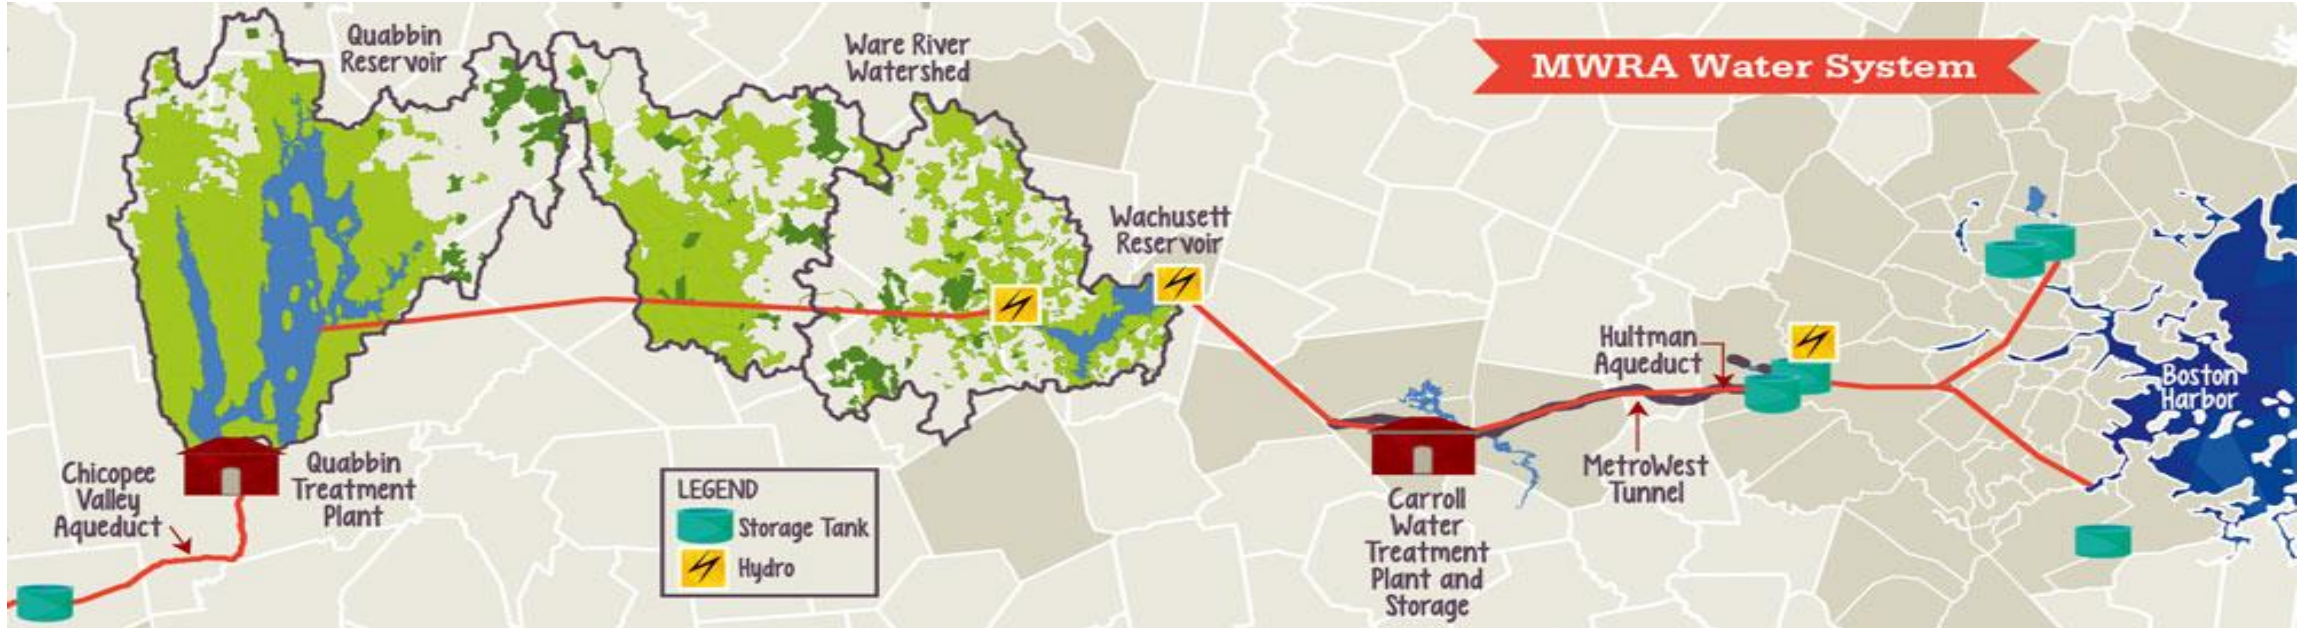 Quabbin
Reservoir
Ware River
Watershed
MWRA Water System
Wachusett
Reservoir
Hultman
Aqueduct
Boston
Harbor
Chicopee
Valley
Aqueduct
Quabbin
Treatment
Plant
LEGEND
Storage Tank
Hydro
MetroWest
Tunnel
Carroll
Water
Treatment
Plant and
Storage